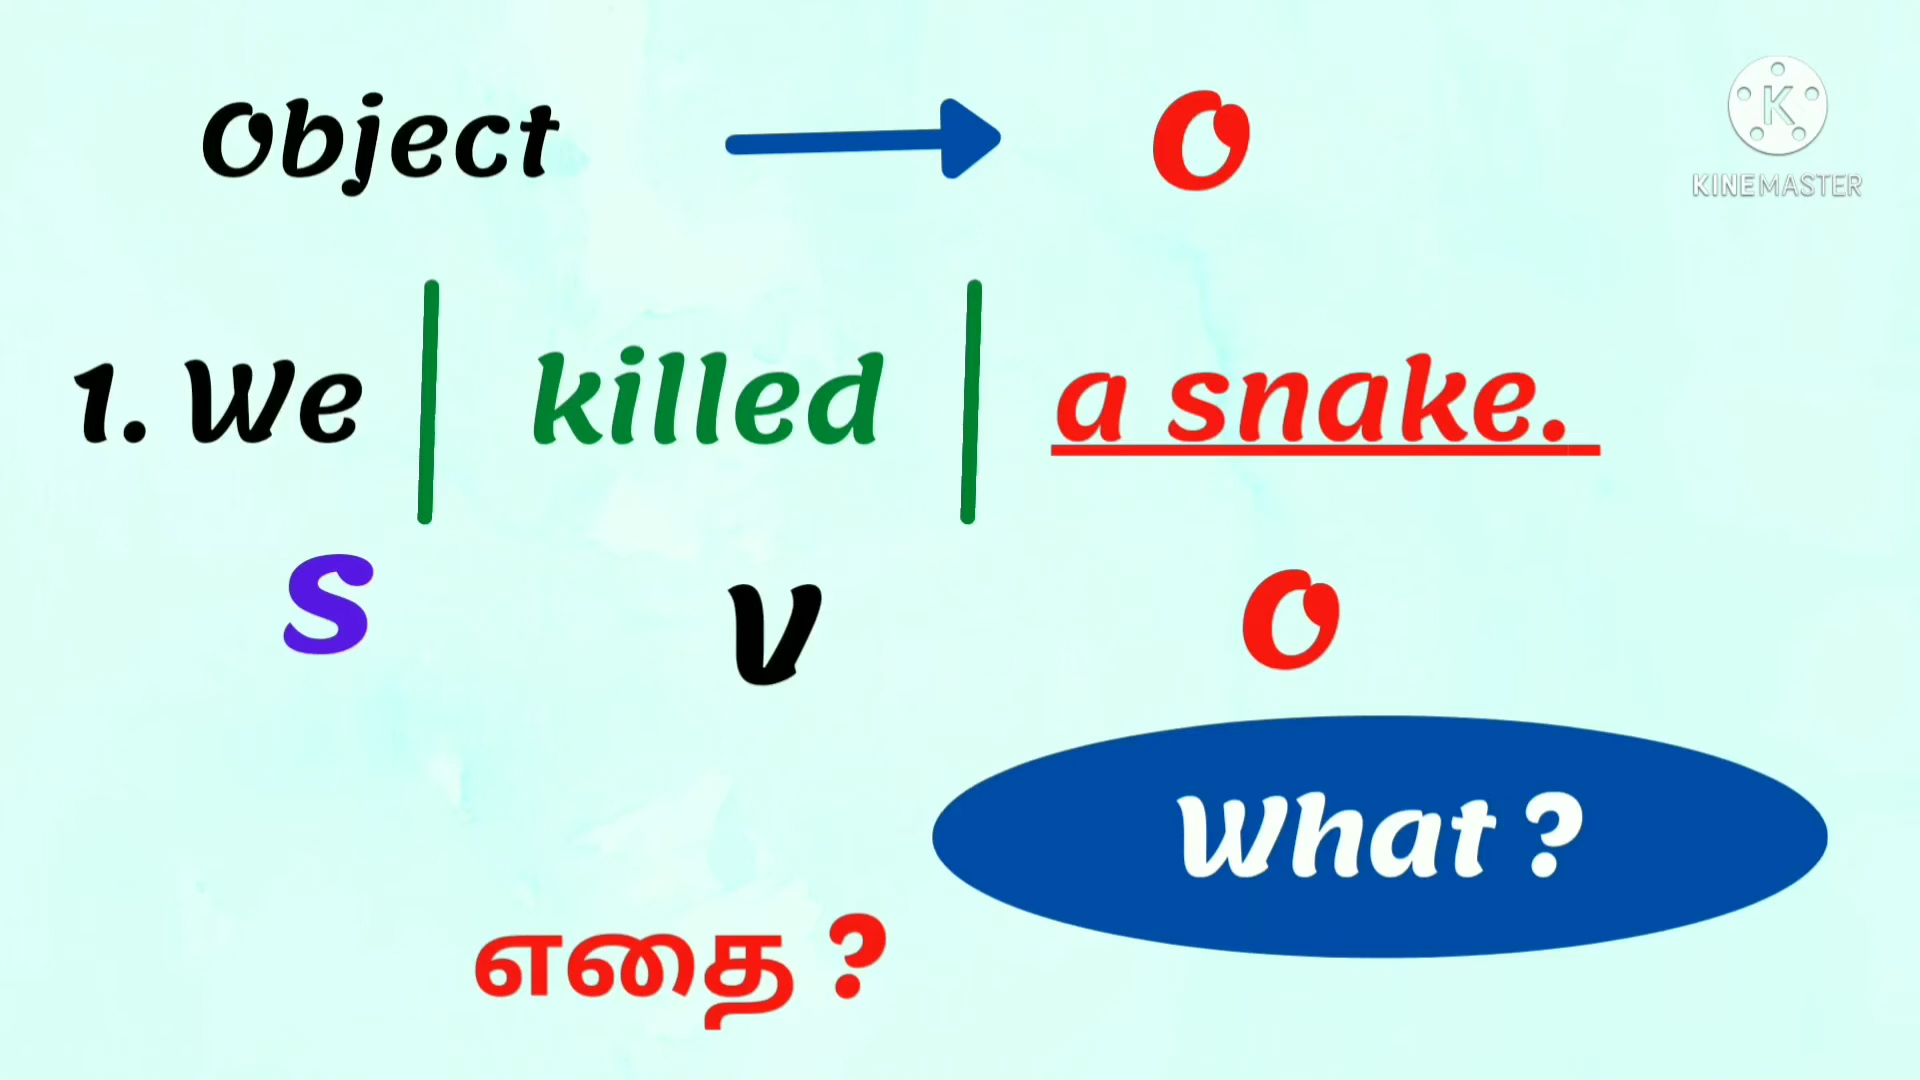 Object → O
KINEMASTER
1. We | killed | a snake.
S V O
What ?
எதை ?